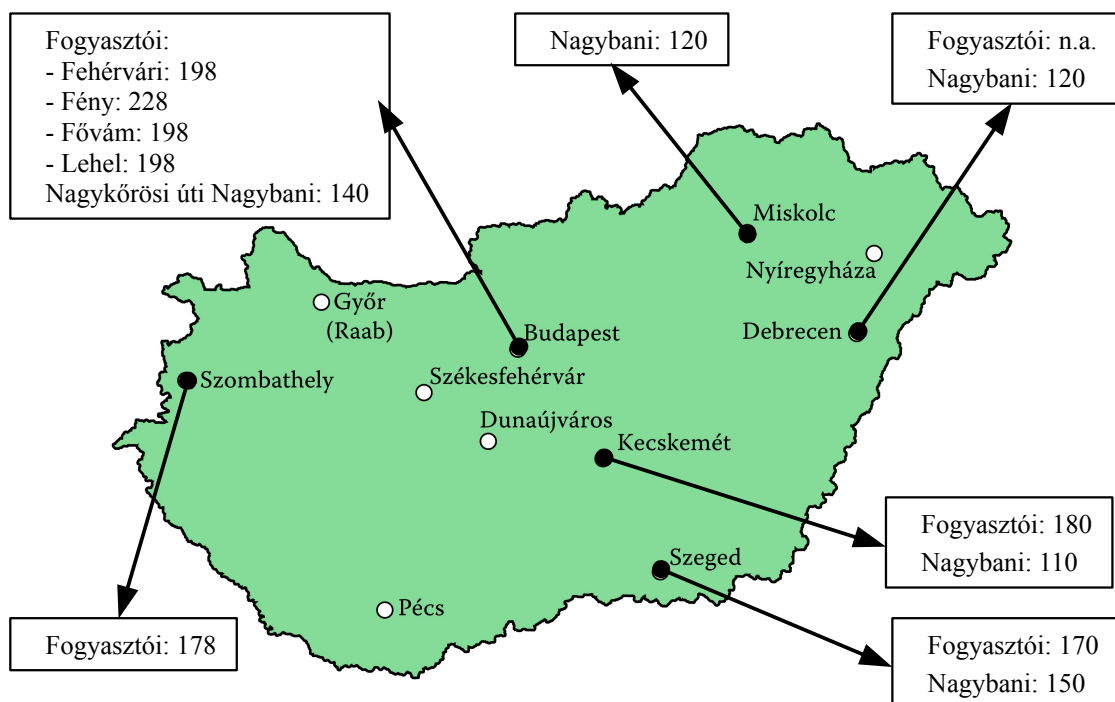 Fogyasztói:
- Fehérvári: 198
- Fény: 228
- Fővám: 198
- Lehel: 198
Nagykőrösi úti Nagybani: 140
Nagybani: 120
Fogyasztói: n.a.
Nagybani: 120
Miskolc
Nyíregyháza
Győr
(Raab)
Budapest
Debrecen
Szombathely
Székesfehérvár
Dunaújváros
Kecskemét
Fogyasztói: 180
Nagybani: 110
Szeged
Pécs
Fogyasztói: 178
Fogyasztói: 170
Nagybani: 150